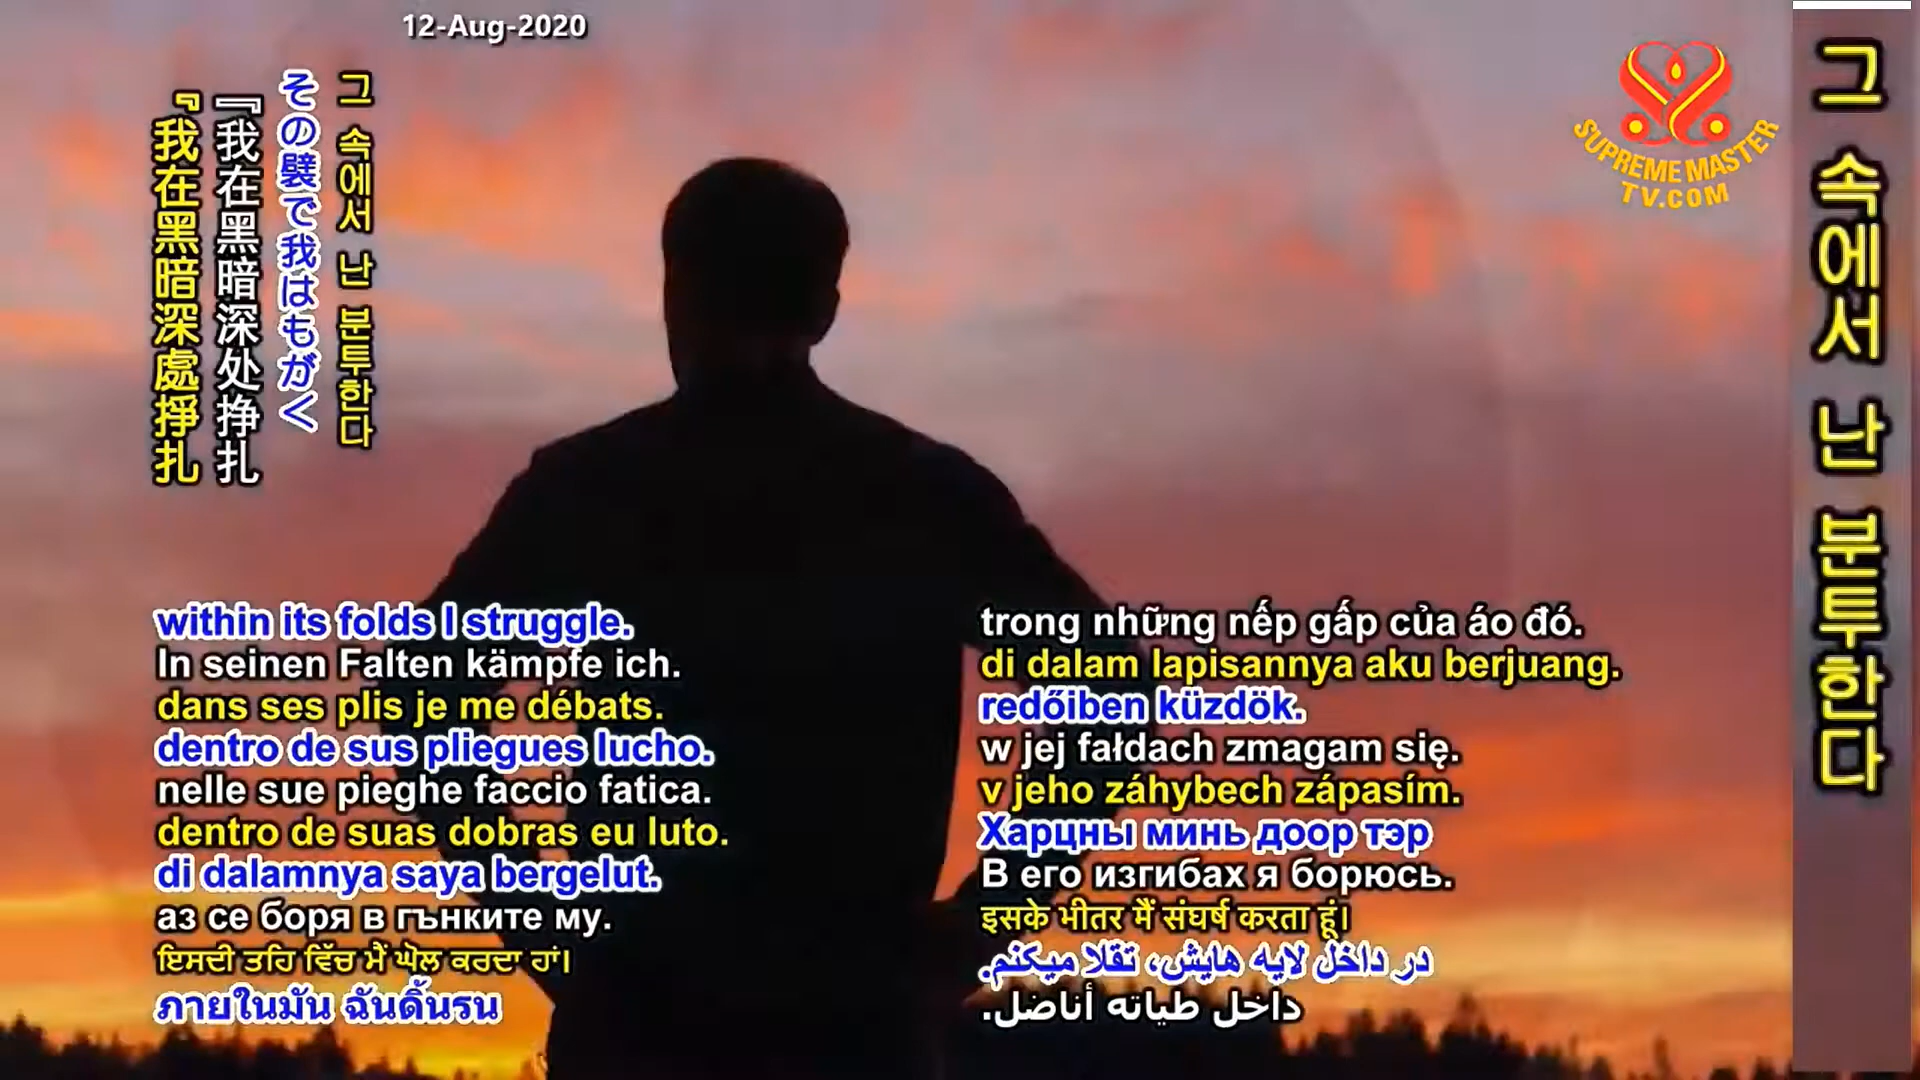 12-Aug-2020
SUPREME MASTER
TV.COM
그 속에서 난 분투한다
그 속에서 난 분투한다
その襞で我はもがく
『我在黑暗深处挣扎
『我在黑暗深處掙扎
within its folds I struggle.
In seinen Falten kämpfe ich.
dans ses plis je me débats.
dentro de sus pliegues lucho.
nelle sue pieghe faccio fatica.
dentro de suas dobras eu luto.
di dalamnya saya bergelut.
аз се боря в гънките му.
ਇਸਦੀ ਤਹਿ ਵਿੱਚ ਮੈਂ ਘੋਲ ਕਰਦਾ ਹਾਂ।
ภายในมัน ฉันดิ้นรน
trong những nếp gấp của áo đó.
di dalam lapisannya aku berjuang.
redőiben küzdök.
w jej fałdach zmagam się.
v jeho záhybech zápasím.
Харцны минь доор тэр
В его изгибах я борюсь.
इसके भीतर मैं संघर्ष करता हूं।
در داخل لایه هایش، تقلا میکنم.
داخل طياته أناضل.